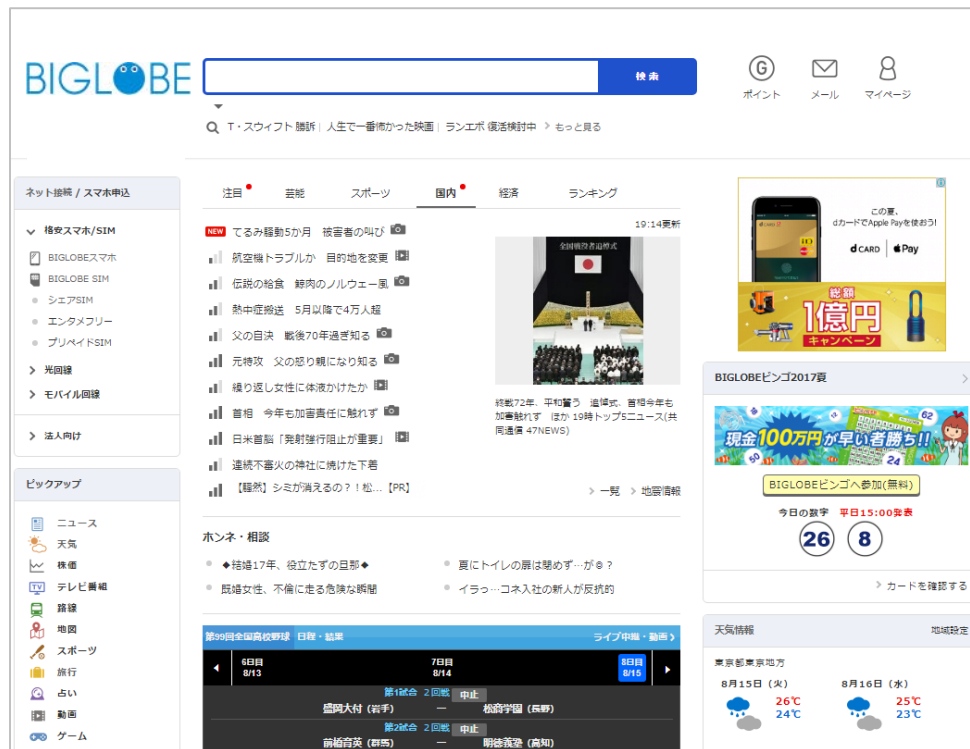 BIGLOBE
検索
ポイント
メール
マイページ
T・スウィフト 勝訴 | 人生で一番怖かった映画 | ランエボ 復活検討中 > もっと見る
ネット接続 / スマホ申込
格安スマホ/SIM
BIGLOBEスマホ
BIGLOBE SIM
シェアSIM
エンタメフリー
プリペイドSIM
光回線
モバイル回線
法人向け
ピックアップ
ニュース
天気
株価
テレビ番組
路線
地図
スポーツ
旅行
占い
動画
ゲーム
注目
芸能
スポーツ
国内
経済
ランキング
19:14更新
NEW てるみ騒動5か月 被害者の叫び
航空機トラブルか 目的地を変更
伝説の給食 鯨肉のノルウェー風
熱中症搬送 5月以降で4万人超
父の自決 戦後70年過ぎ知る
元特攻 父の怒り親になり知る
繰り返し女性に体液かけたか
首相 今年も加害責任に触れず
日米首脳「発射強行阻止が重要」
連続不審火の神社に焼けた下着
【騒然】シミが消えるの？！松...【PR】
全国戦没者追悼式
終戦72年、平和誓う 追悼式、首相今年も
加害触れず ほか 19時トップ5ニュース(共
同通信 47NEWS)
> 一覧 > 地震情報
ホンネ・相談
◆結婚17年、役立たずの旦那◆
夏にトイレの扉は閉めず…が◎？
既婚女性、不倫に走る危険な瞬間
イラっ…コネ入社の新人が反抗的
第99回全国高校野球 日程・結果
ライブ中継・動画
6日目
8/13
7日目
8/14
8日目
8/15
第1試合 2回戦 中止
盛岡大付 (岩手) — 松商学園 (長野)
第2試合 2回戦 中止
前橋育英 (群馬) — 明徳義塾 (高知)
この夏、
dカードでApple Payを使おう!
d CARD
Pay
総額
1億円
キャンペーン
BIGLOBEビンゴ2017夏
現金100万円が早い者勝ち!!
62
50
24
BIGLOBEビンゴへ参加(無料)
今日の数字 平日15:00発表
26 8
> カードを確認する
天気情報
地域設定
東京都東京地方
8月15日（火）
26℃
24℃
8月16日（水）
25℃
23℃